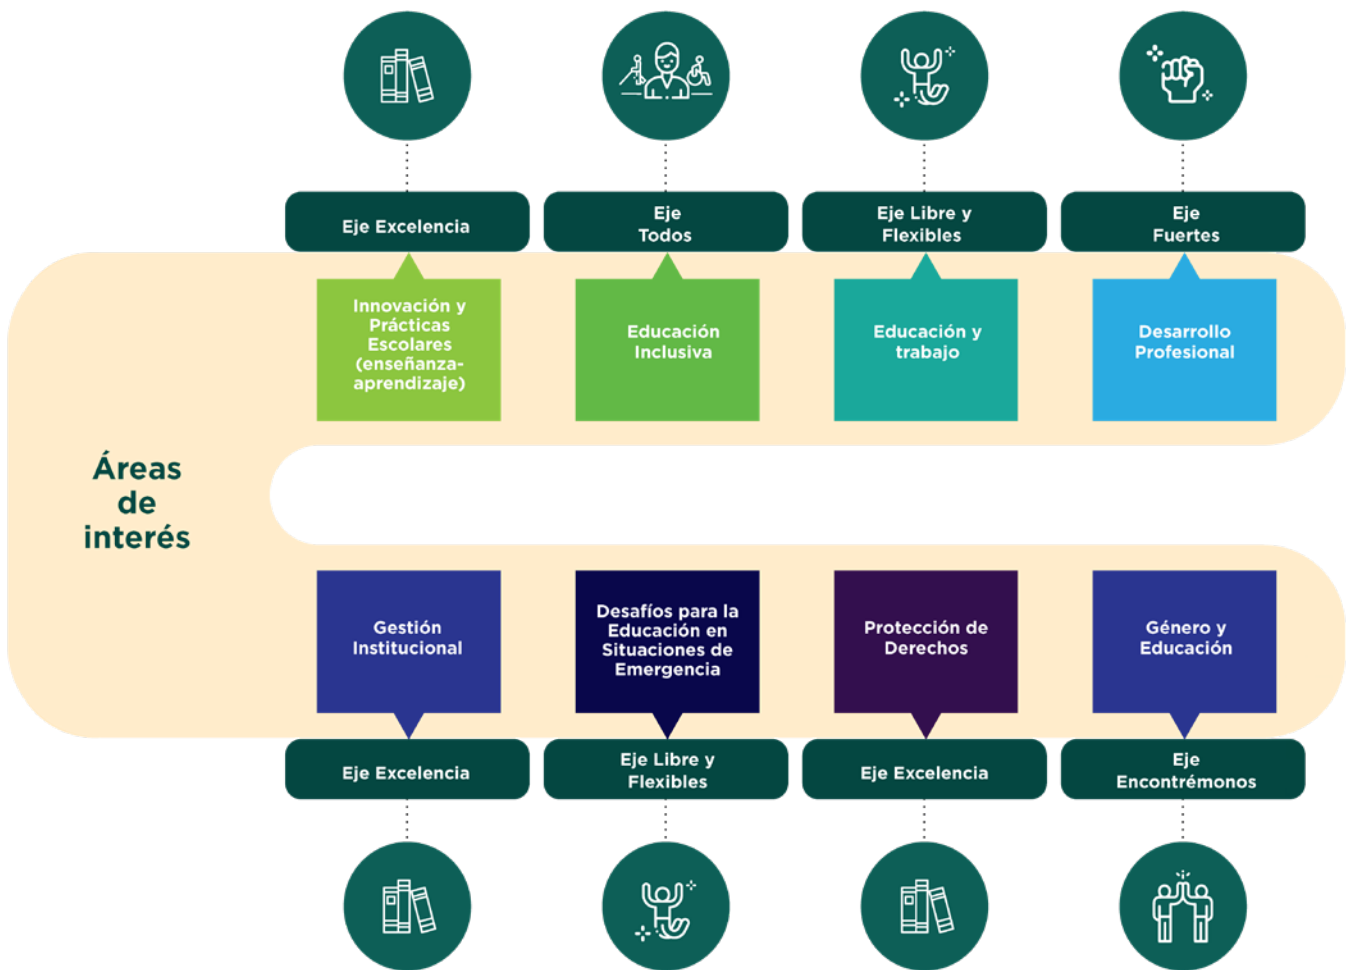 Eje Excelencia
Eje
Todos
Eje Libre y
Flexibles
Eje
Fuertes
Innovación y
Prácticas
Escolares
(enseñanza-
aprendizaje)
Educación
Inclusiva
Educación y
trabajo
Desarrollo
Profesional
Áreas
de
interés
Gestión
Institucional
Desafíos para la
Educación en
Situaciones de
Emergencia
Protección de
Derechos
Género y
Educación
Eje Excelencia
Eje Libre y
Flexibles
Eje Excelencia
Eje
Encontrémonos